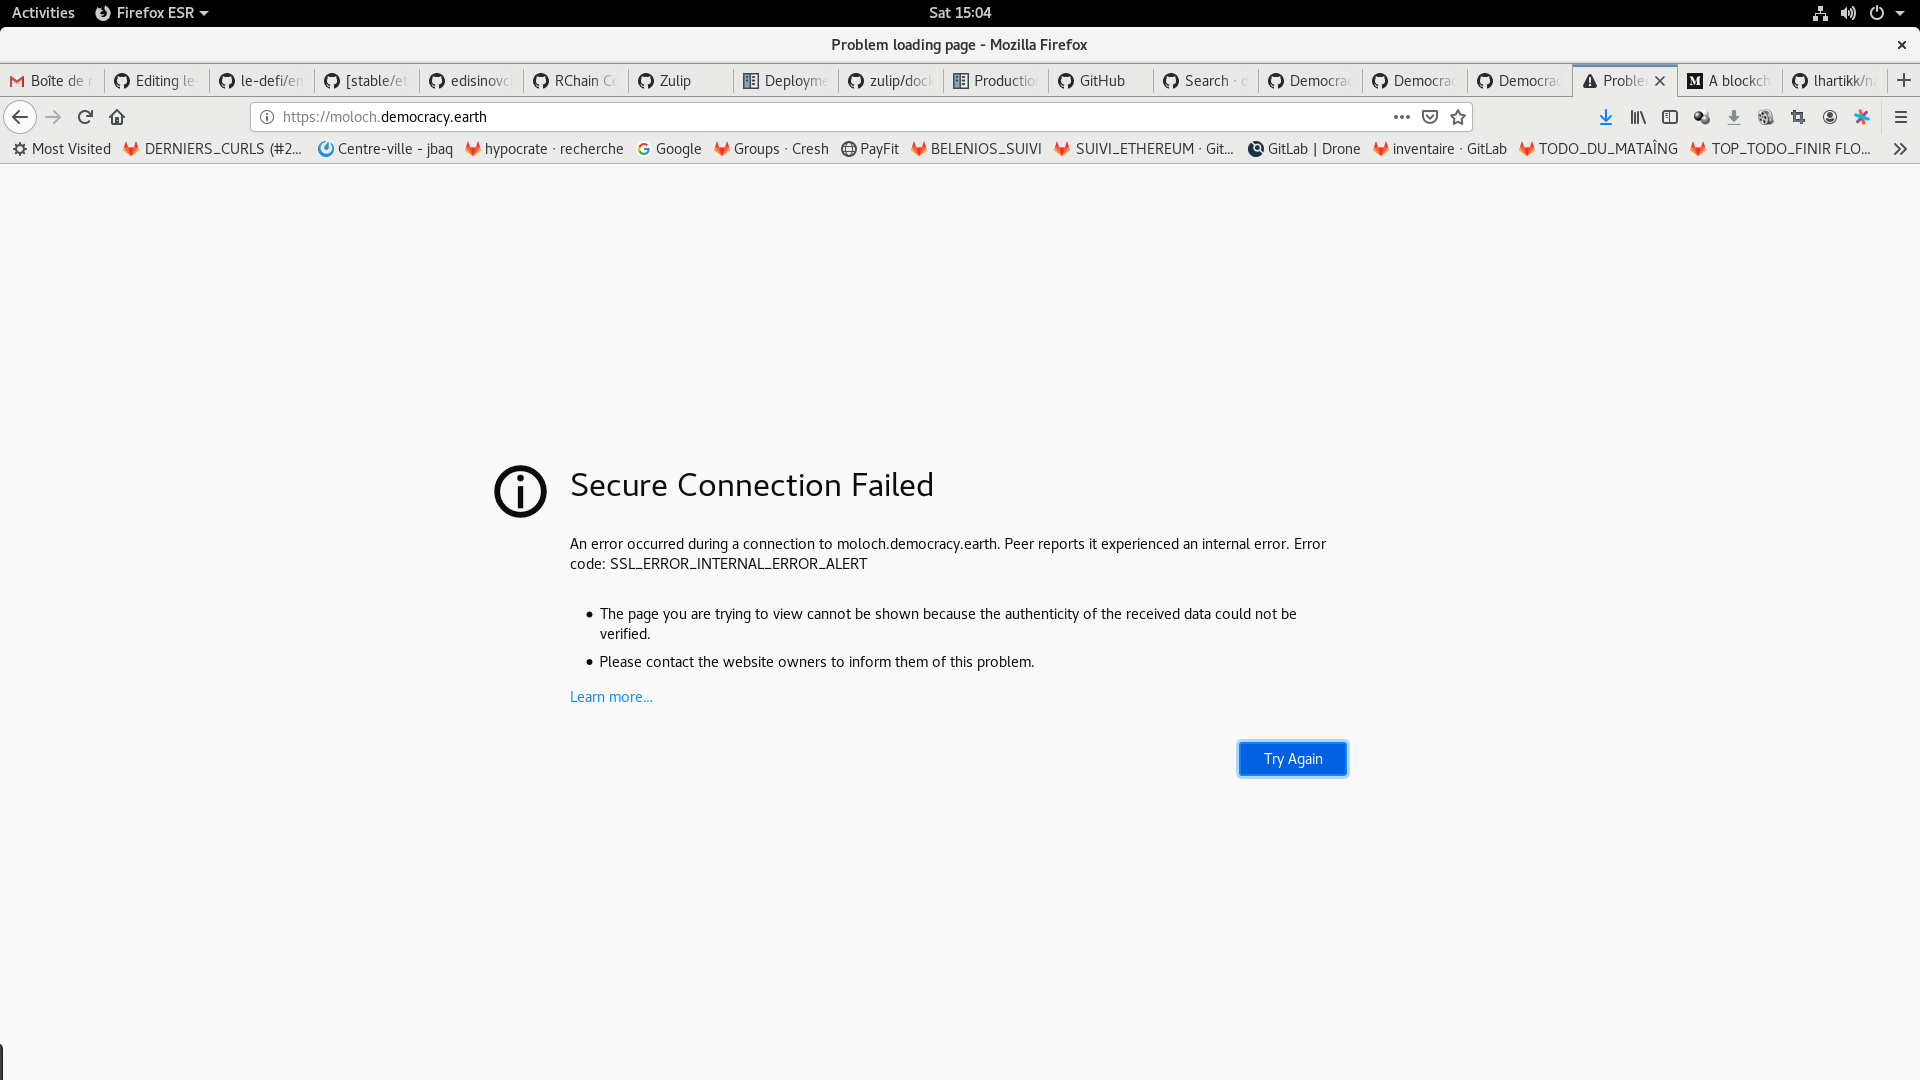 Activities Firefox ESR Sat 15:04
Problem loading page - Mozilla Firefox
Boîte de Editing le- le-defi/em [stable/et edisinovc RChain Co Zulip Deployme zulip/dock Productio GitHub Search · d Democrac Democrac Democrac Proble A blockch lhartikk/na
https://moloch.democracy.earth
Most Visited DERNIERS_CURLS (#2... Centre-ville - jbaq hypocrate · recherche Google Groups · Cresh PayFit BELENIOS_SUIVI SUIVI_ETHEREUM · Git... GitLab | Drone inventaire · GitLab TODO_DU_MATAÎNG TOP_TODO_FINIR FLO...
Secure Connection Failed
An error occurred during a connection to moloch.democracy.earth. Peer reports it experienced an internal error. Error
code: SSL_ERROR_INTERNAL_ERROR_ALERT
• The page you are trying to view cannot be shown because the authenticity of the received data could not be
verified.
• Please contact the website owners to inform them of this problem.
Learn more...
Try Again